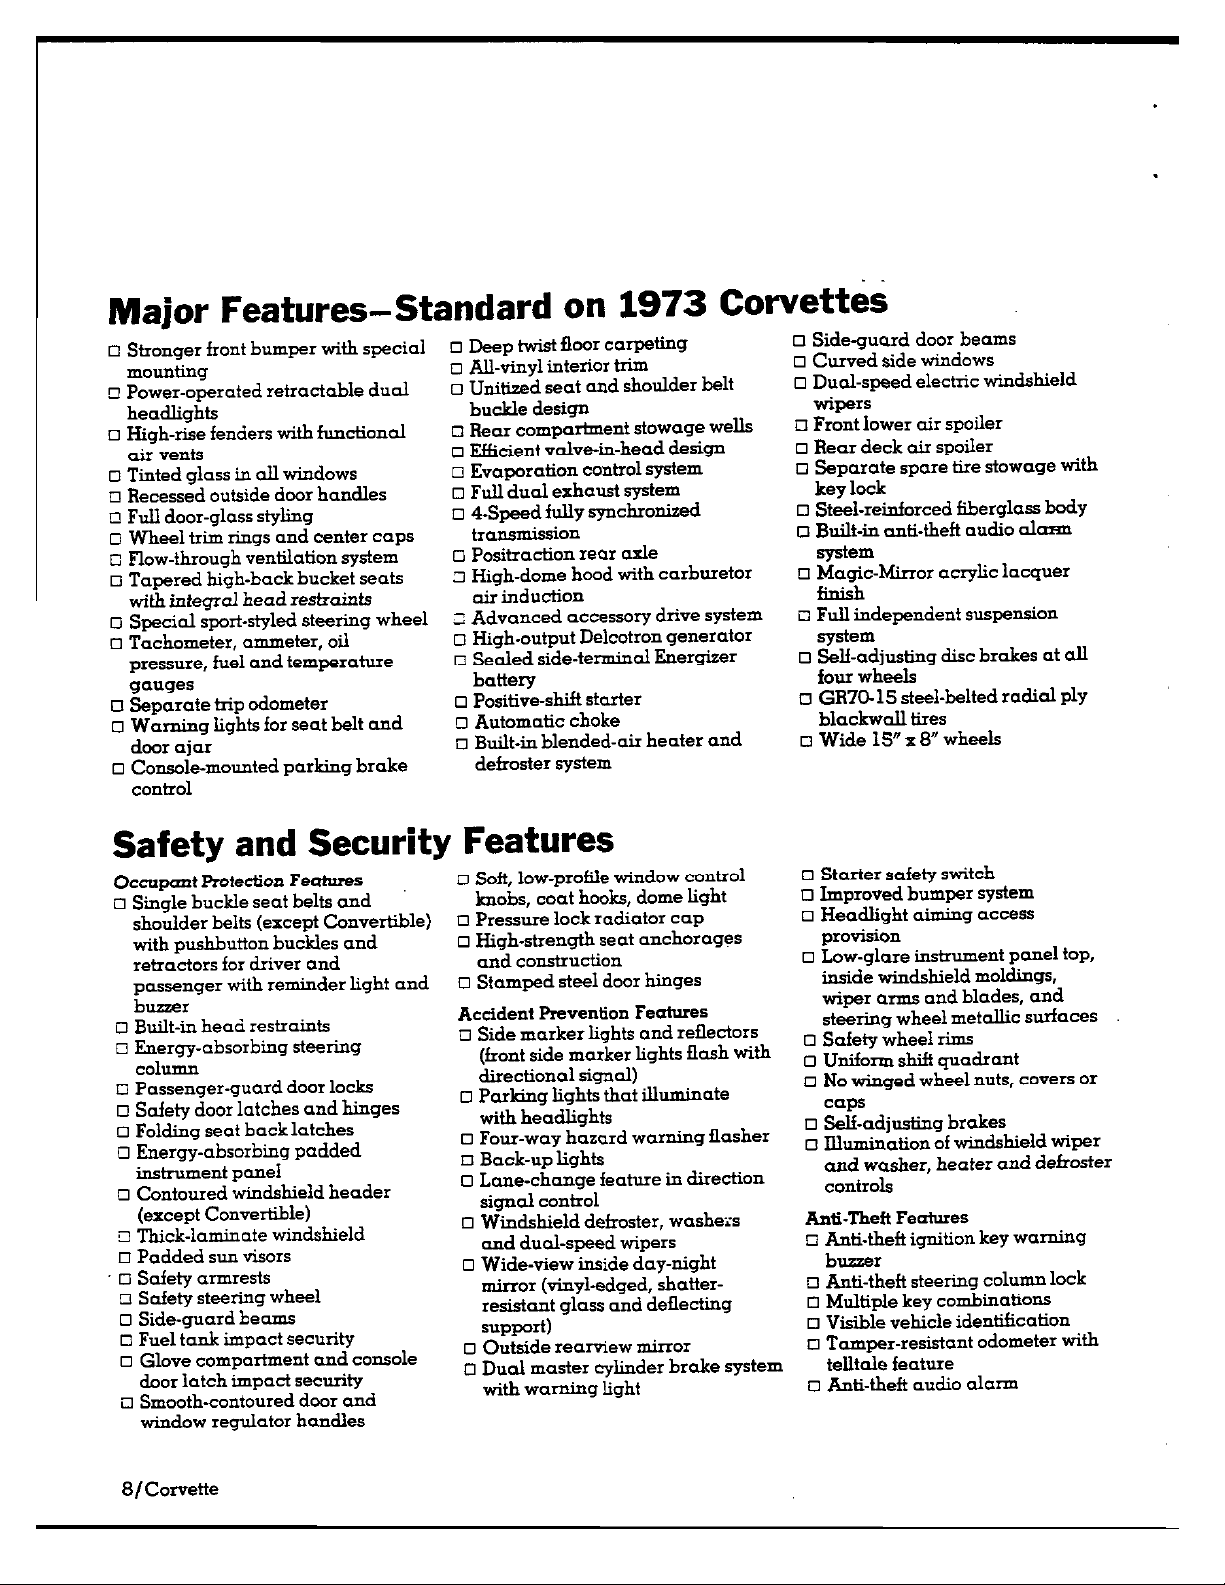 Major Features—Standard on 1973 Corvettes
□ Stronger front bumper with special
mounting
□ Power-operated retractable dual
headlights
□ High-rise fenders with functional
air vents
□ Tinted glass in all windows
□ Recessed outside door handles
□ Full door-glass styling
□ Wheel trim rings and center caps
□ Flow-through ventilation system
□ Tapered high-back bucket seats
with integral head restraints
□ Special sport-styled steering wheel
□ Tachometer, ammeter, oil
pressure, fuel and temperature
gauges
□ Separate trip odometer
□ Warning lights for seat belt and
door ajar
□ Console-mounted parking brake
control
□ Deep twist floor carpeting
□ All-vinyl interior trim
□ Unitized seat and shoulder belt
buckle design
□ Rear compartment stowage wells
□ Efficient valve-in-head design
□ Evaporation control system
□ Full dual exhaust system
□ 4-Speed fully synchronized
transmission
□ Positraction rear axle
□ High-dome hood with carburetor
air induction
□ Advanced accessory drive system
□ High-output Delcotron generator
□ Sealed side-terminal Energizer
battery
□ Positive-shift starter
□ Automatic choke
□ Built-in blended-air heater and
defroster system
□ Side-guard door beams
□ Curved side windows
□ Dual-speed electric windshield
wipers
□ Front lower air spoiler
□ Rear deck air spoiler
□ Separate spare tire stowage with
key lock
□ Steel-reinforced fiberglass body
□ Built-in anti-theft audio alarm
system
□ Magic-Mirror acrylic lacquer
finish
□ Full independent suspension
system
□ Self-adjusting disc brakes at all
four wheels
□ GR70-15 steel-belted radial ply
blackwall tires
□ Wide 15" x 8" wheels
Safety and Security Features
Occupant Protection Features
□ Single buckle seat belts and
shoulder belts (except Convertible)
with pushbutton buckles and
retractors for driver and
passenger with reminder light and
buzzer
□ Built-in head restraints
□ Energy-absorbing steering
column
□ Passenger-guard door locks
□ Safety door latches and hinges
□ Folding seat back latches
□ Energy-absorbing padded
instrument panel
□ Contoured windshield header
(except Convertible)
□ Thick-laminate windshield
□ Padded sun visors
□ Safety armrests
□ Safety steering wheel
□ Side-guard beams
□ Fuel tank impact security
□ Glove compartment and console
door latch impact security
□ Smooth-contoured door and
window regulator handles
□ Soft, low-profile window control
knobs, coat hooks, dome light
□ Pressure lock radiator cap
□ High-strength seat anchorages
and construction
□ Stamped steel door hinges
Accident Prevention Features
□ Side marker lights and reflectors
(front side marker lights flash with
directional signal)
□ Parking lights that illuminate
with headlights
□ Four-way hazard warning flasher
□ Back-up lights
□ Lane-change feature in direction
signal control
□ Windshield defroster, washers
and dual-speed wipers
□ Wide-view inside day-night
mirror (vinyl-edged, shatter-
resistant glass and deflecting
support)
□ Outside rearview mirror
□ Dual master cylinder brake system
with warning light
□ Starter safety switch
□ Improved bumper system
□ Headlight aiming access
provision
□ Low-glare instrument panel top,
inside windshield moldings,
wiper arms and blades, and
steering wheel metallic surfaces
□ Safety wheel rims
□ Uniform shift quadrant
□ No winged wheel nuts, covers or
caps
□ Self-adjusting brakes
□ Illumination of windshield wiper
and washer, heater and defroster
controls
Anti-Theft Features
□ Anti-theft ignition key warning
buzzer
□ Anti-theft steering column lock
□ Multiple key combinations
□ Visible vehicle identification
□ Tamper-resistant odometer with
telltale feature
□ Anti-theft audio alarm
8/Corvette